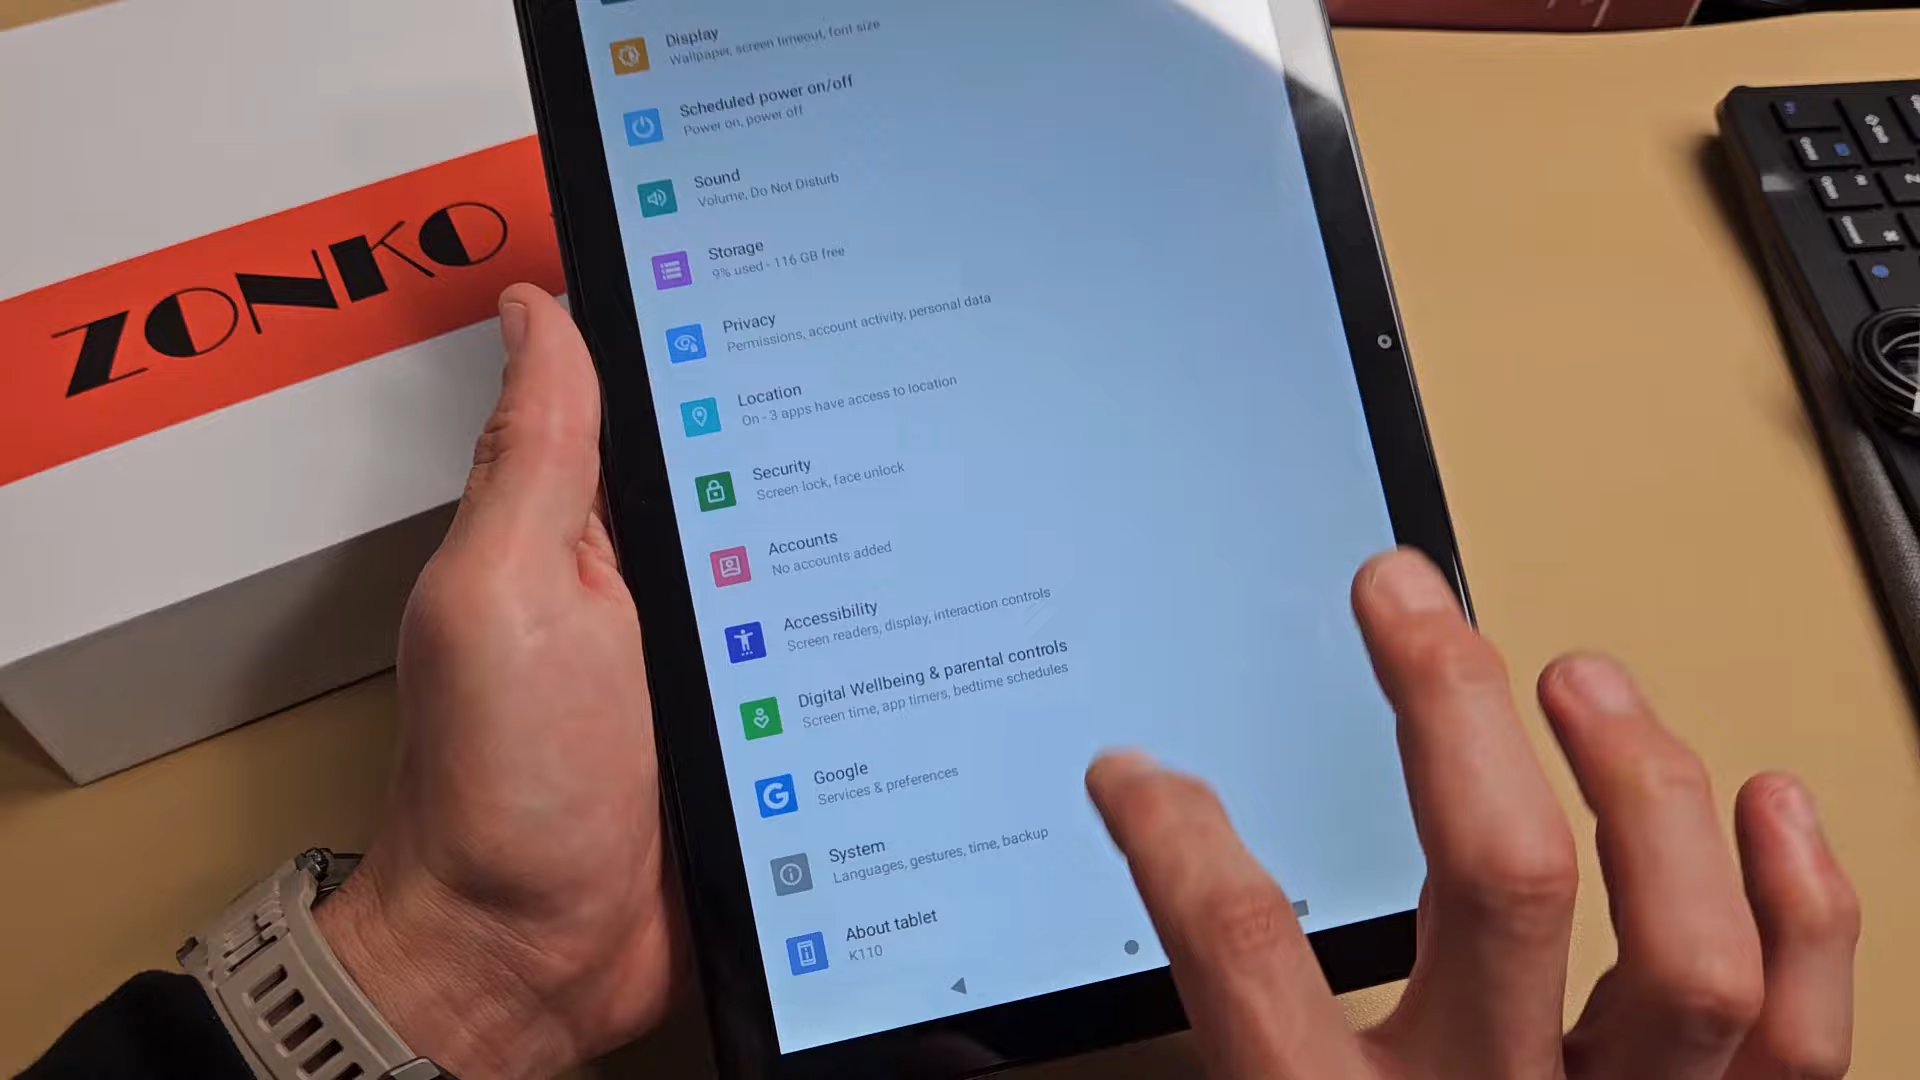 Display
Wallpaper, screen timeout, font size
Scheduled power on/off
Power on, power off
Sound
Volume, Do Not Disturb
ZONKO
Storage
9% used - 116 GB free
Privacy
Permissions, account activity, personal data
Location
On - 3 apps have access to location
Security
Screen lock, face unlock
Accounts
No accounts added
Accessibility
Screen readers, display, interaction controls
Digital Wellbeing & parental controls
Screen time, app timers, bedtime schedules
Google
Services & preferences
System
Languages, gestures, time, backup
About tablet
K110